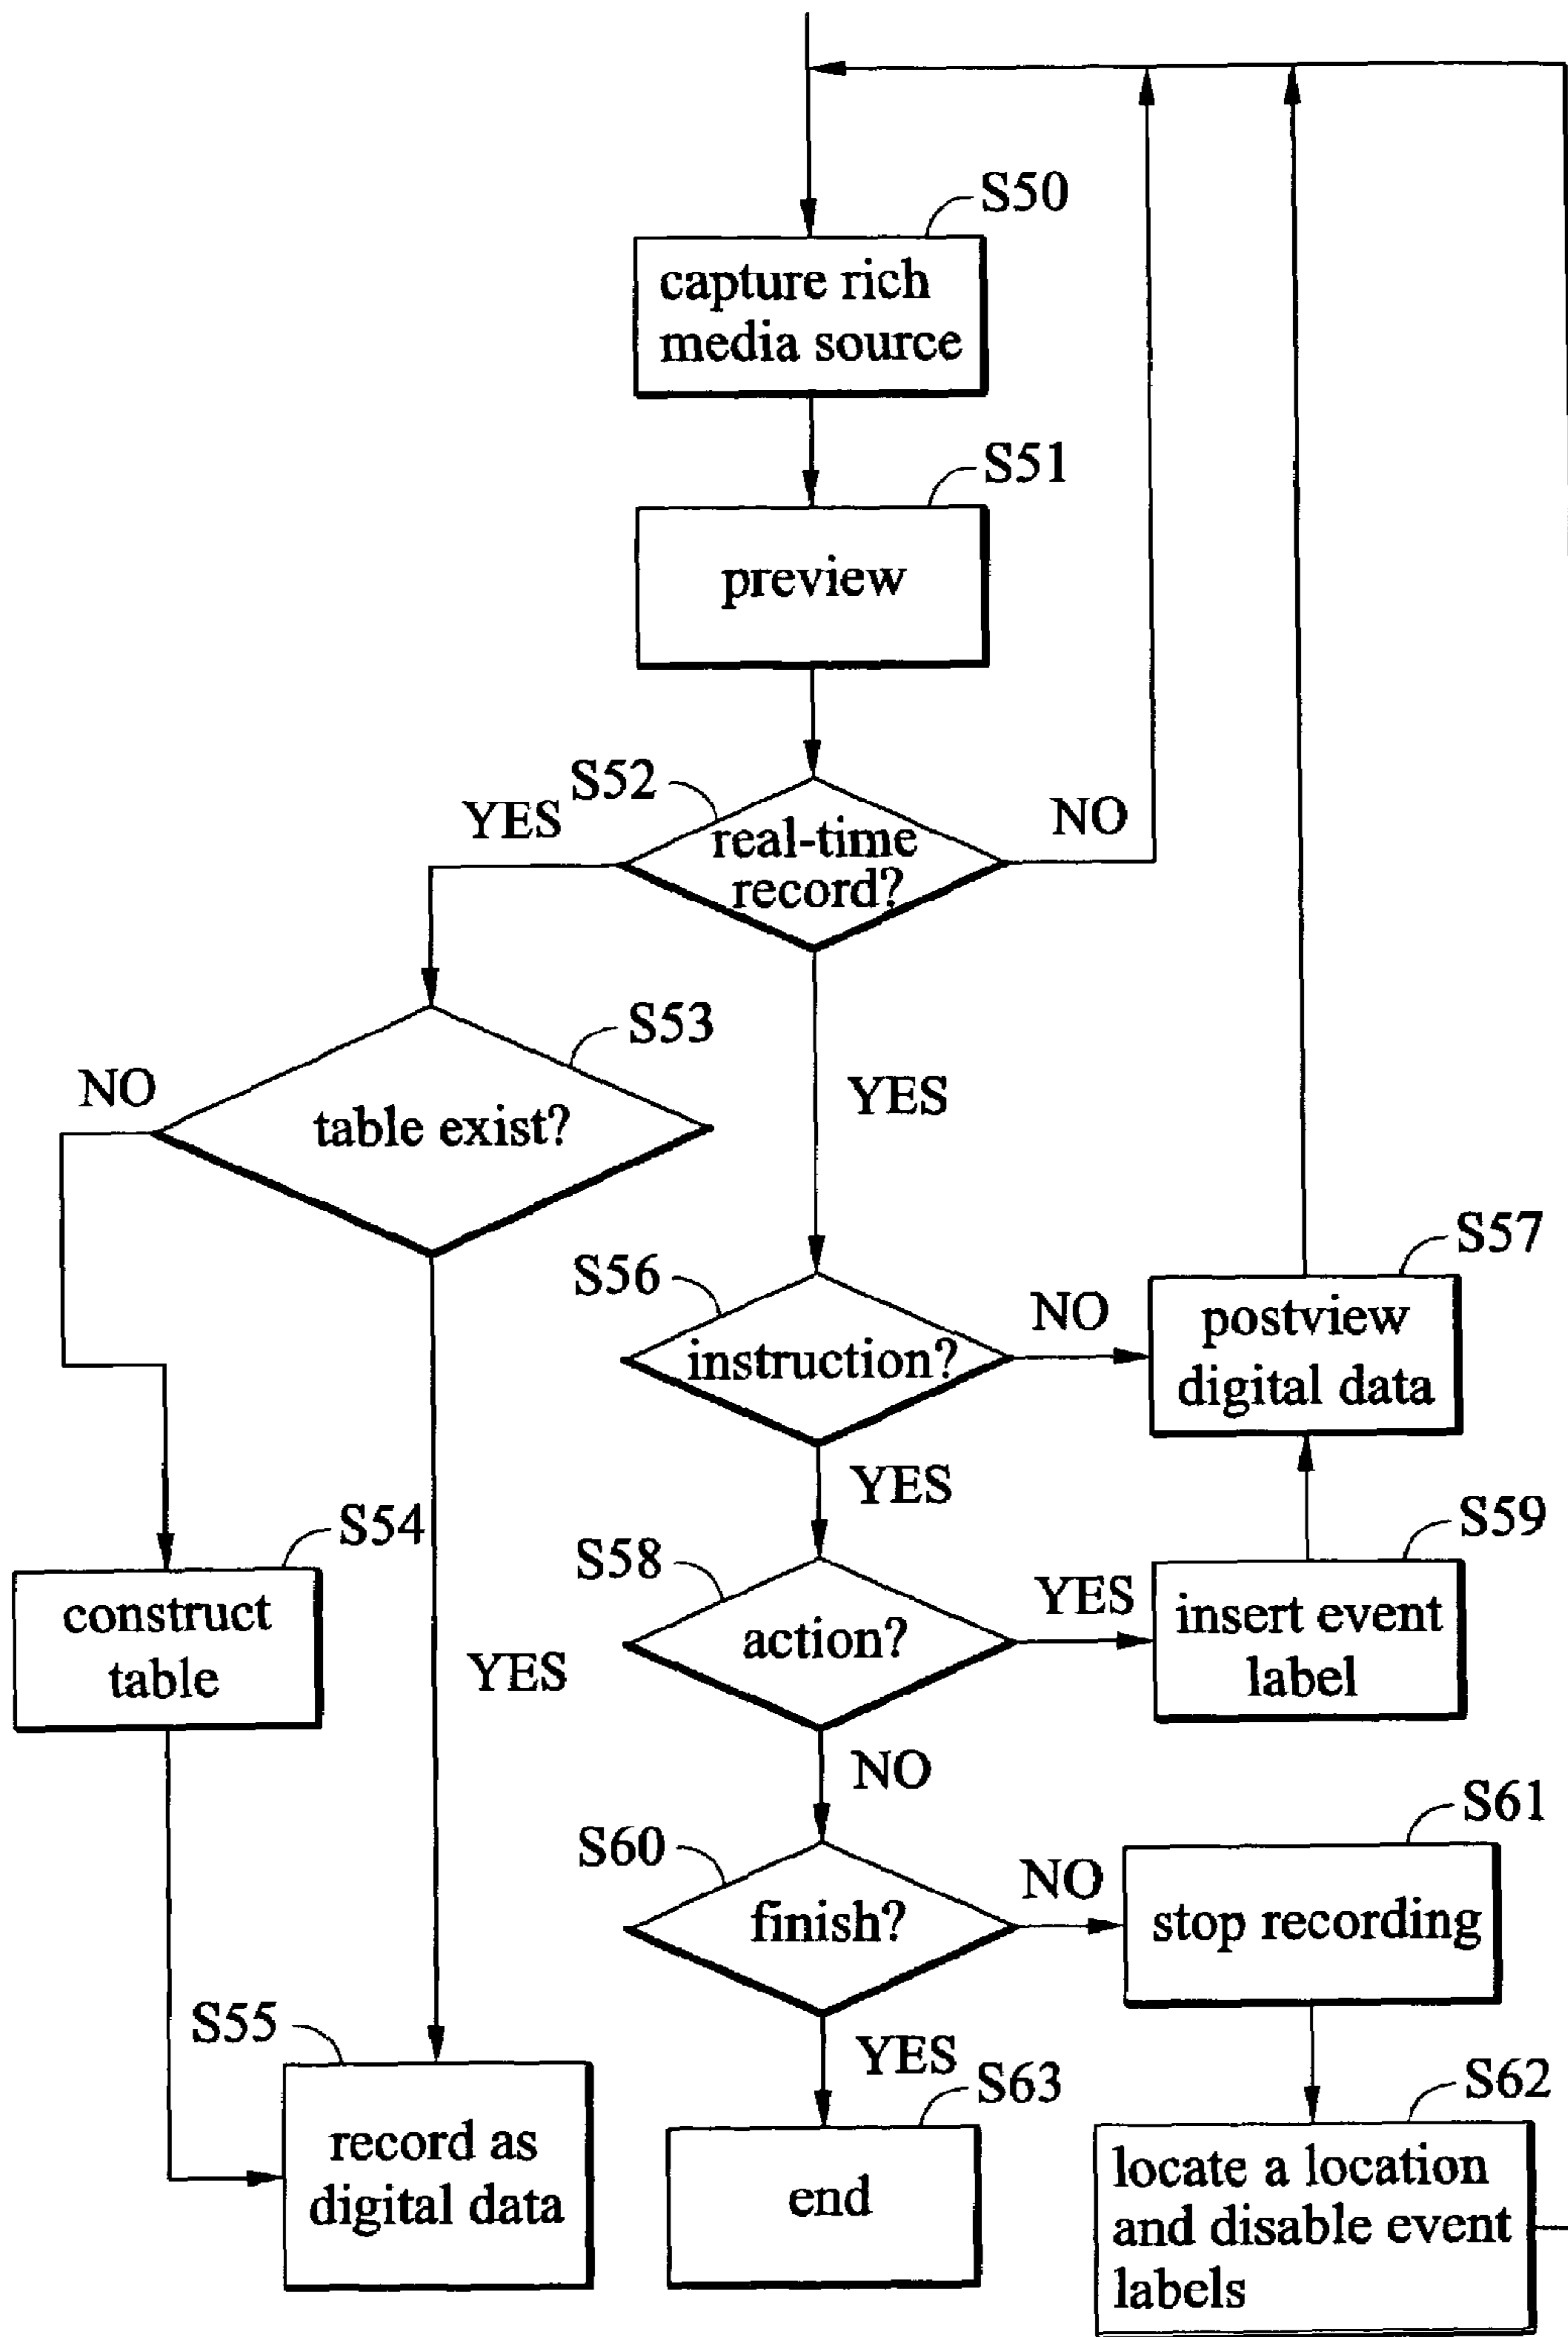 S50
capture rich
media source
S51
preview
S52
YES
NO
real-time
record?
S53
NO
table exist?
YES
S57
S56
NO
postview
digital data
instruction?
YES
S54
S59
S58
YES
construct
table
insert event
label
action?
YES
NO
S61
S60
NO
stop recording
finish?
S55
YES
S63
S62
record as
digital data
end
locate a location
and disable event
labels